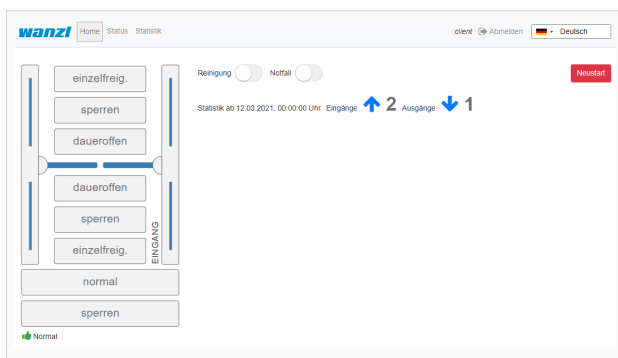 wanzl Home Status Statistik client Abmelden Deutsch
einzelfreig.
sperren
daueroffen
daueroffen
sperren
einzelfreig.
EINGANG
normal
sperren
Normal
Reinigung Notfall Neustart
Statistik ab 12.03.2021, 00:00:00 Uhr Eingänge 2 Ausgänge 1